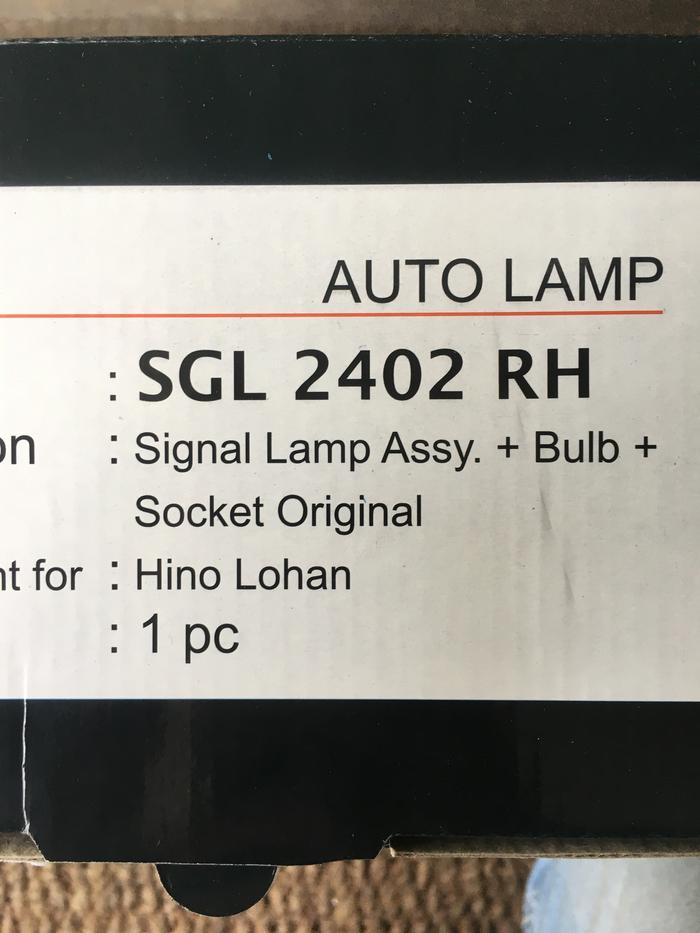 AUTO LAMP
: SGL 2402 RH
on : Signal Lamp Assy. + Bulb +
Socket Original
nt for : Hino Lohan
: 1 pc